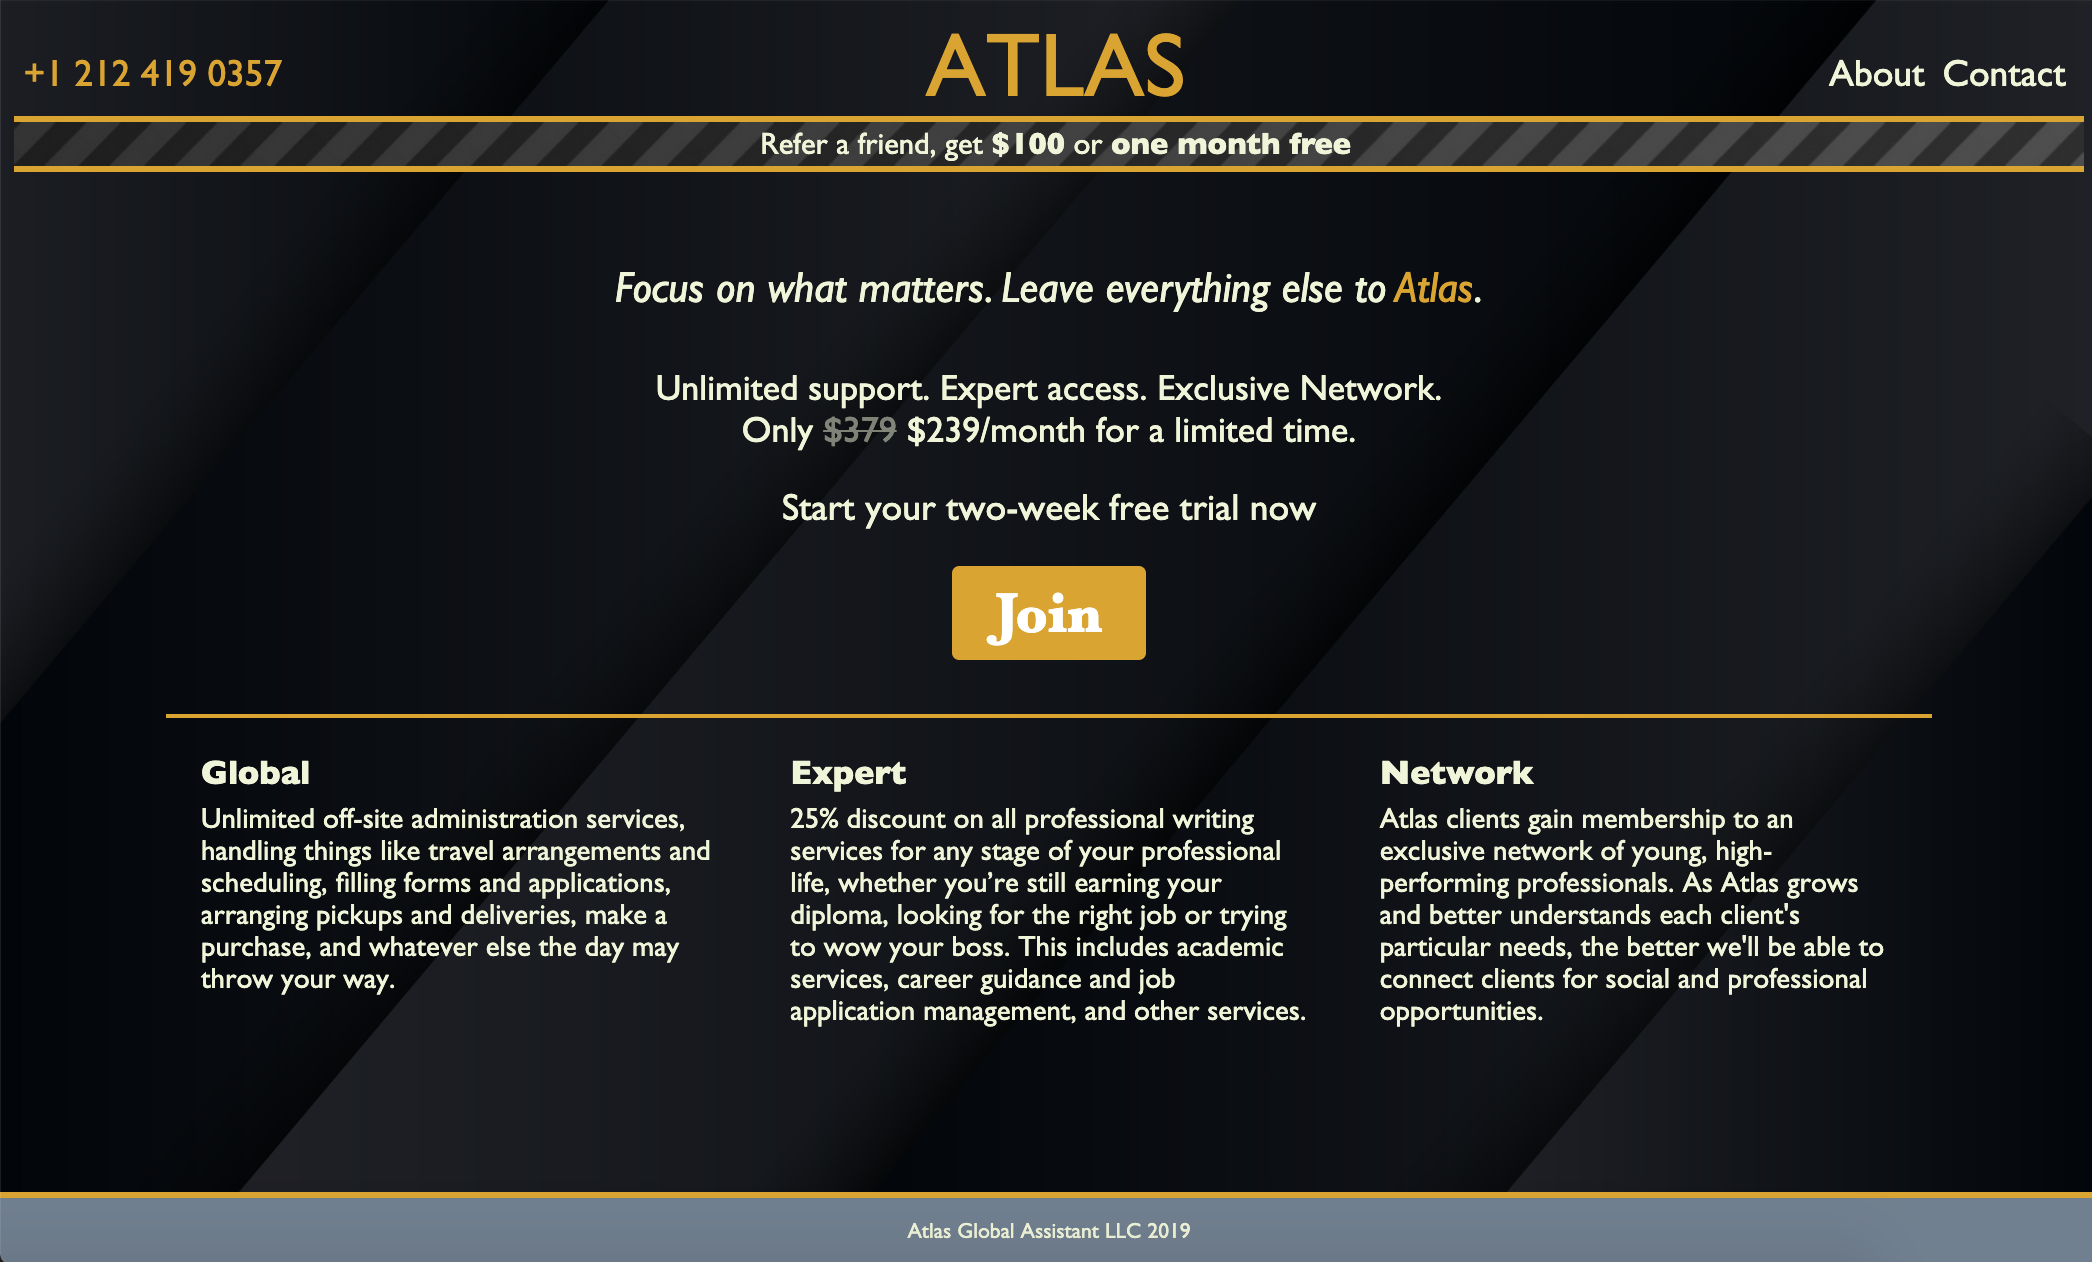 +1 212 419 0357
ATLAS
About Contact
Refer a friend, get $100 or one month free
Focus on what matters. Leave everything else to Atlas.
Unlimited support. Expert access. Exclusive Network.
Only $379 $239/month for a limited time.
Start your two-week free trial now
Join
Global
Unlimited off-site administration services,
handling things like travel arrangements and
scheduling, filling forms and applications,
arranging pickups and deliveries, make a
purchase, and whatever else the day may
throw your way.
Expert
25% discount on all professional writing
services for any stage of your professional
life, whether you’re still earning your
diploma, looking for the right job or trying
to wow your boss. This includes academic
services, career guidance and job
application management, and other services.
Network
Atlas clients gain membership to an
exclusive network of young, high-
performing professionals. As Atlas grows
and better understands each client's
particular needs, the better we'll be able to
connect clients for social and professional
opportunities.
Atlas Global Assistant LLC 2019